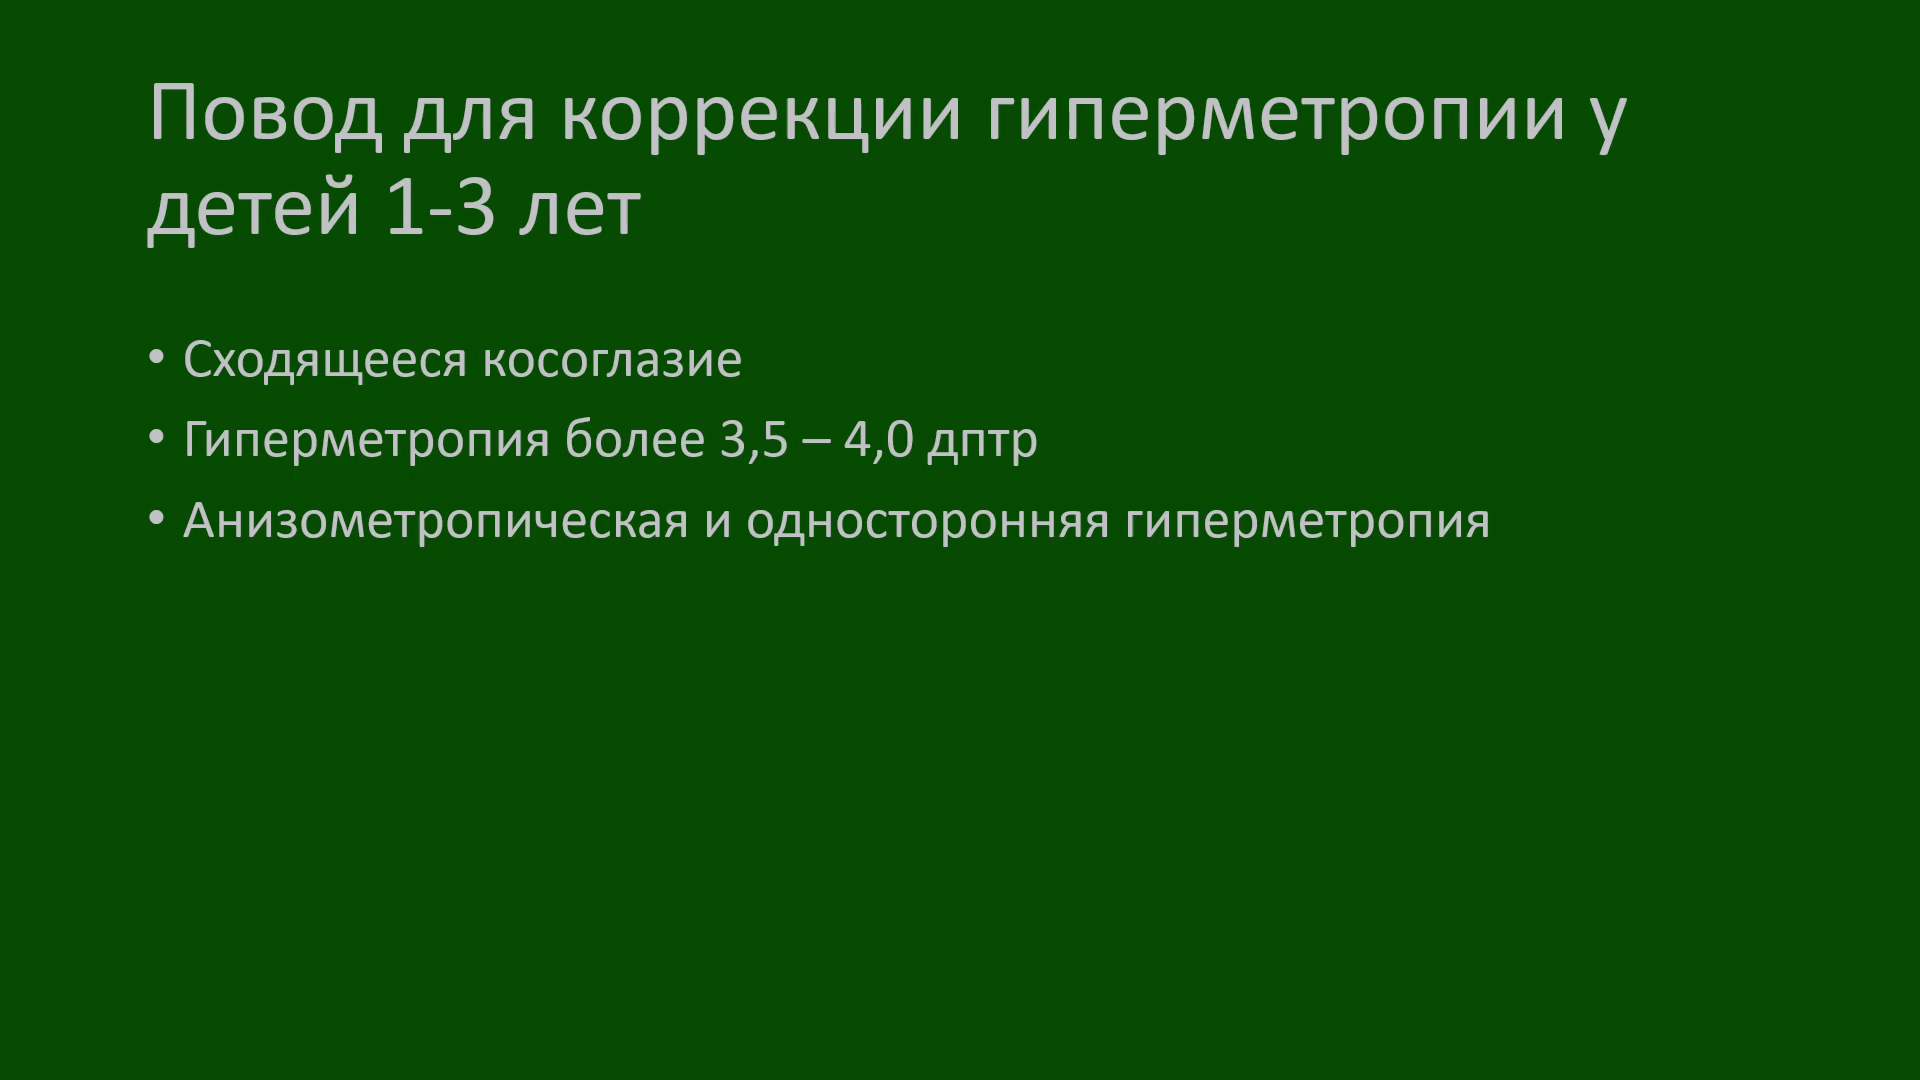 Повод для коррекции гиперметропии у
детей 1-3 лет
• Сходящееся косоглазие
• Гиперметропия более 3,5 – 4,0 дптр
• Анизометропическая и односторонняя гиперметропия